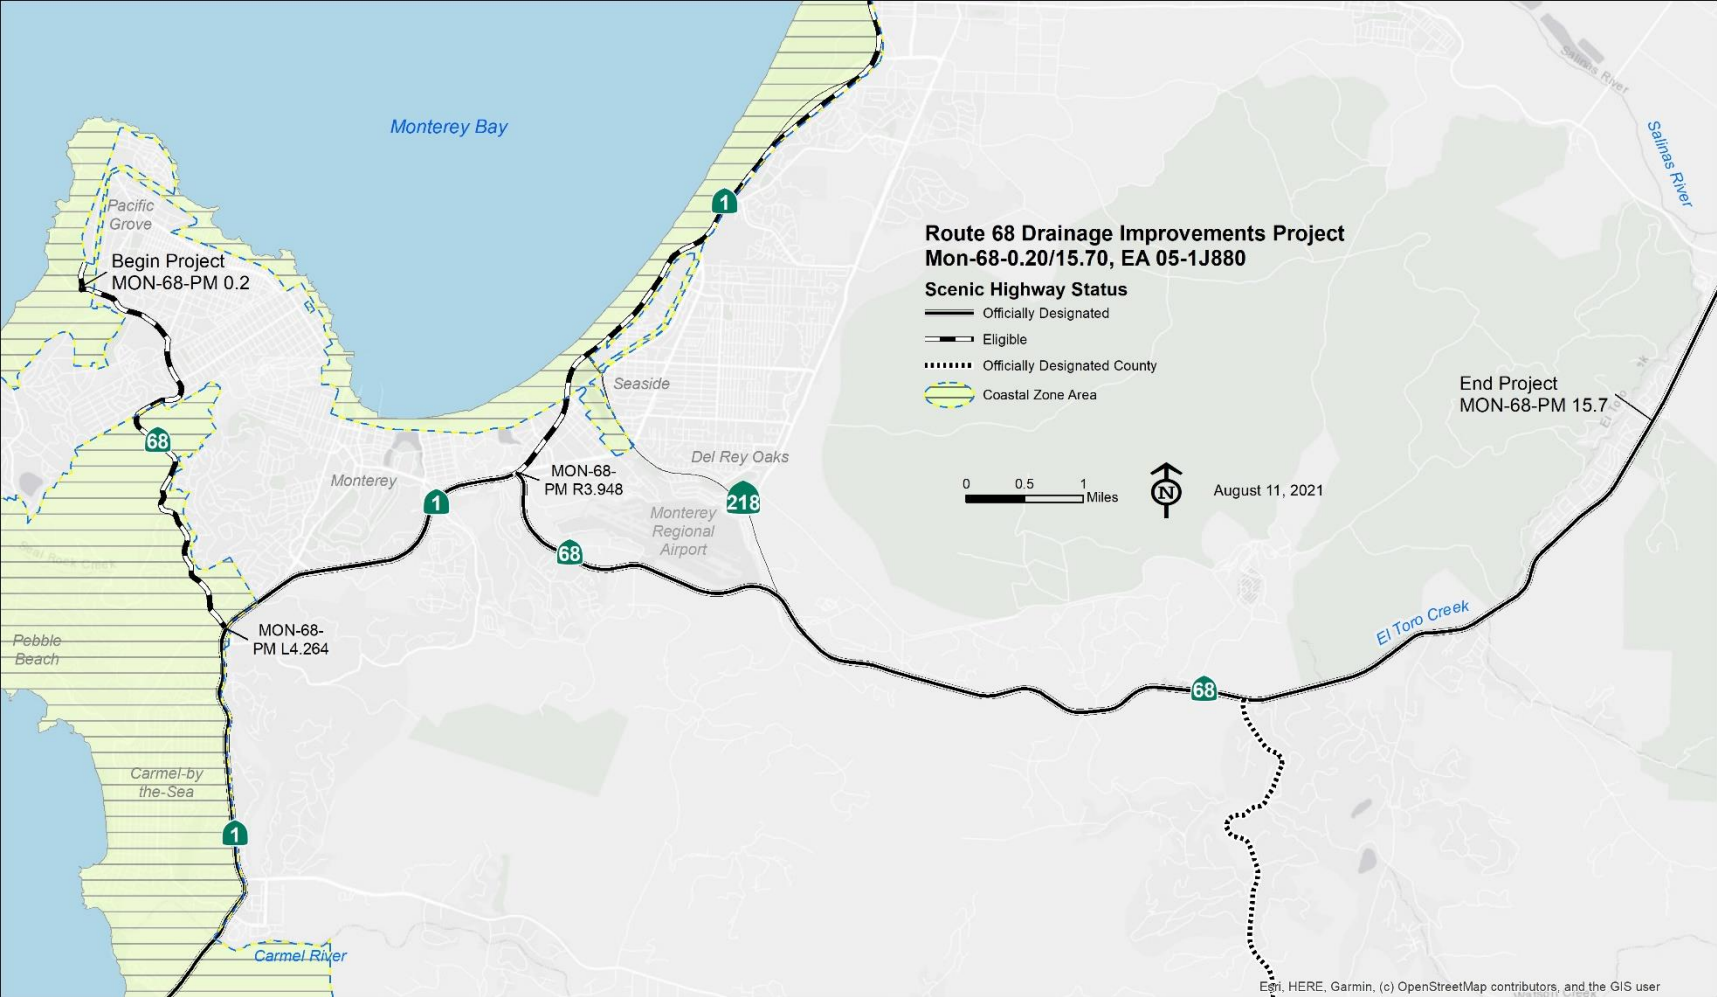 Monterey Bay
Salinas River
Salinas River
Pacific
Grove
1
Begin Project
MON-68-PM 0.2
Route 68 Drainage Improvements Project
Mon-68-0.20/15.70, EA 05-1J880
Scenic Highway Status
Officially Designated
Eligible
Officially Designated County
Coastal Zone Area
Seaside
End Project
MON-68-PM 15.7
68
Monterey
Del Rey Oaks
MON-68-
PM R3.948
1
218
0 0.5 1
Miles
N
August 11, 2021
Monterey
Regional
Airport
68
El Toro Creek
MON-68-
PM L4.264
Pebble
Beach
68
Carmel-by
the-Sea
1
Carmel River
Esri, HERE, Garmin, (c) OpenStreetMap contributors, and the GIS user